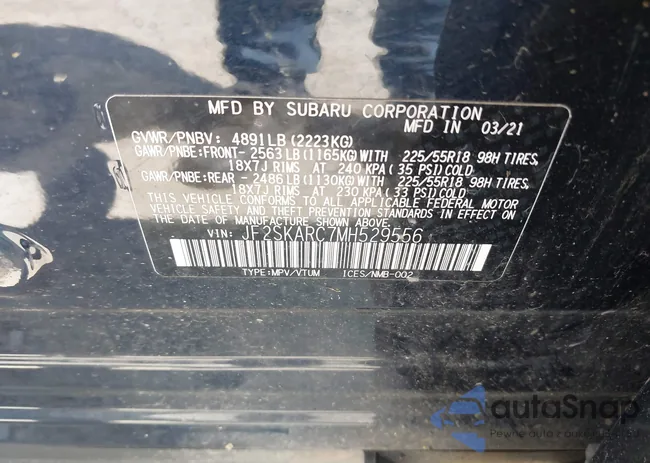 MFD BY SUBARU CORPORATION
MFD IN 03/21
GVWR/PNBV: 4891LB (2223KG)
GAWR/PNBE:FRONT-2563LB (1165KG) WITH 225/55R18 98H TIRES,
18X7J RIMS AT 240 KPA (35 PSI) COLD
GAWR/PNBE:REAR -2486LB (1130KG) WITH 225/55R18 98H TIRES,
18X7J RIMS AT 230 KPA (33 PSI) COLD
THIS VEHICLE CONFORMS TO ALL APPLICABLE FEDERAL MOTOR
VEHICLE SAFETY AND THEFT PREVENTION STANDARDS IN EFFECT ON
THE DATE OF MANUFACTURE SHOWN ABOVE.
VIN: JF2SKARC7MH529556
TYPE:MPV/VTUM ICES/NMB-002
autoSnap
Pewne auto z